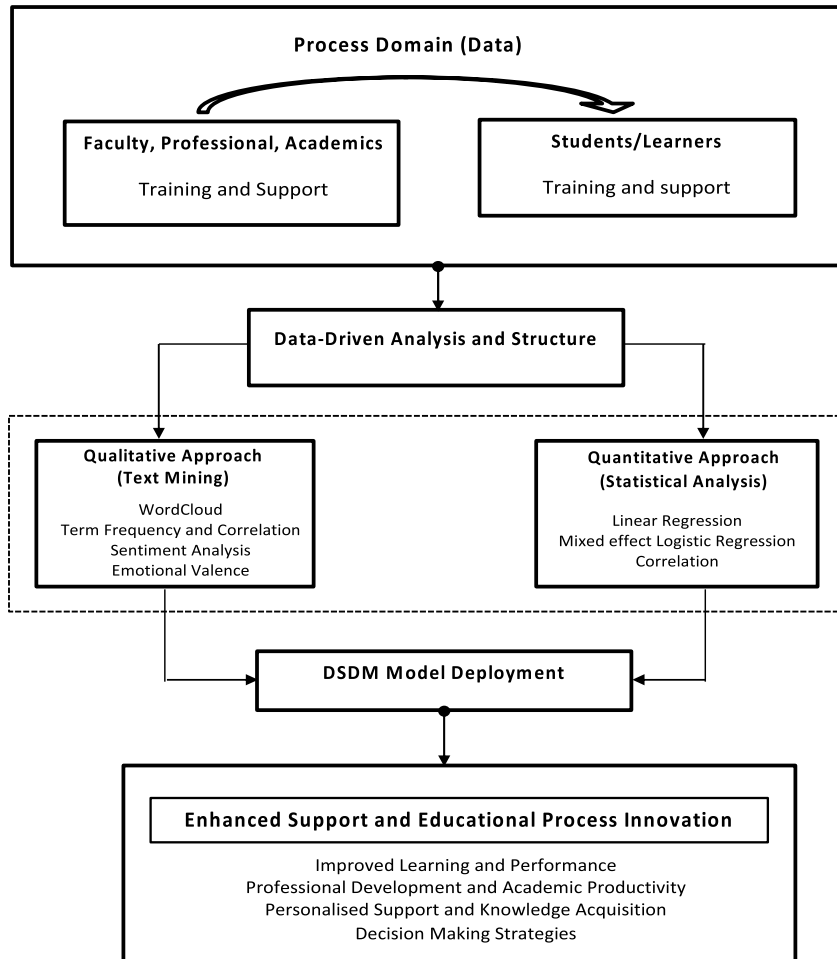 Process Domain (Data)
Faculty, Professional, Academics
Training and Support
Students/Learners
Training and support
Data-Driven Analysis and Structure
Qualitative Approach
(Text Mining)
WordCloud
Term Frequency and Correlation
Sentiment Analysis
Emotional Valence
Quantitative Approach
(Statistical Analysis)
Linear Regression
Mixed effect Logistic Regression
Correlation
DSDM Model Deployment
Enhanced Support and Educational Process Innovation
Improved Learning and Performance
Professional Development and Academic Productivity
Personalised Support and Knowledge Acquisition
Decision Making Strategies